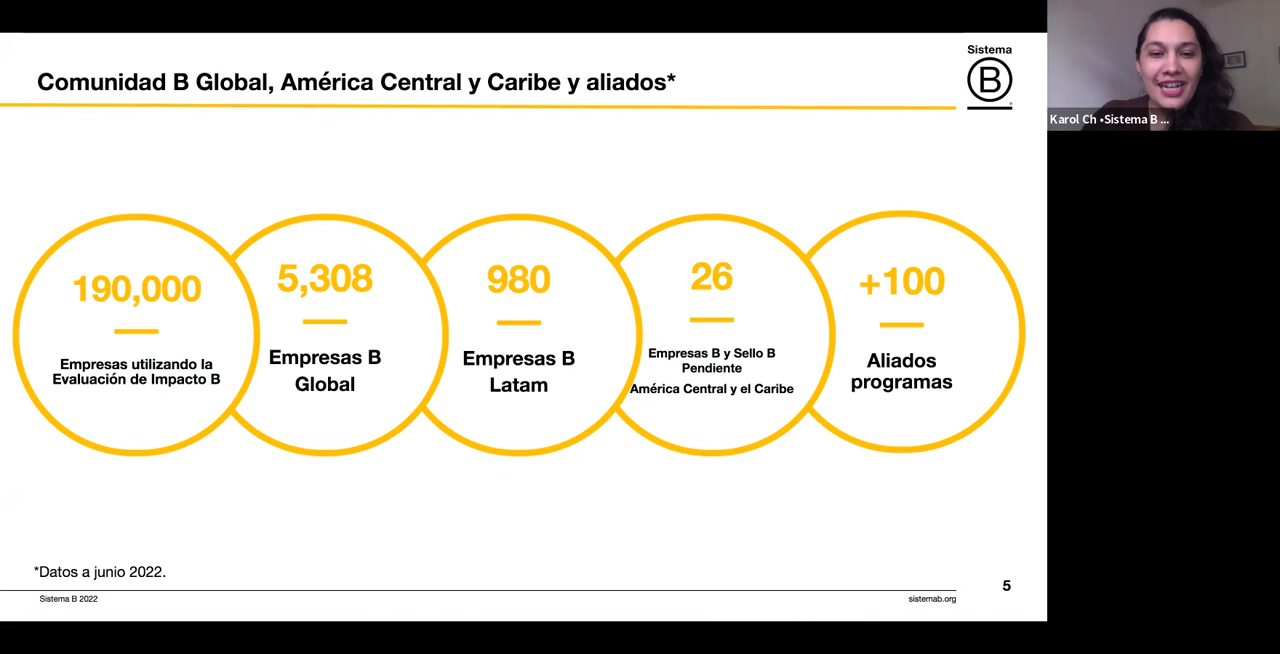 Comunidad B Global, América Central y Caribe y aliados*
Sistema
B
Karol Ch •Sistema B ...
190,000
Empresas utilizando la
Evaluación de Impacto B
5,308
Empresas B
Global
980
Empresas B
Latam
26
Empresas B y Sello B
Pendiente
América Central y el Caribe
+100
Aliados
programas
*Datos a junio 2022.
5
Sistema B 2022
sistemab.org